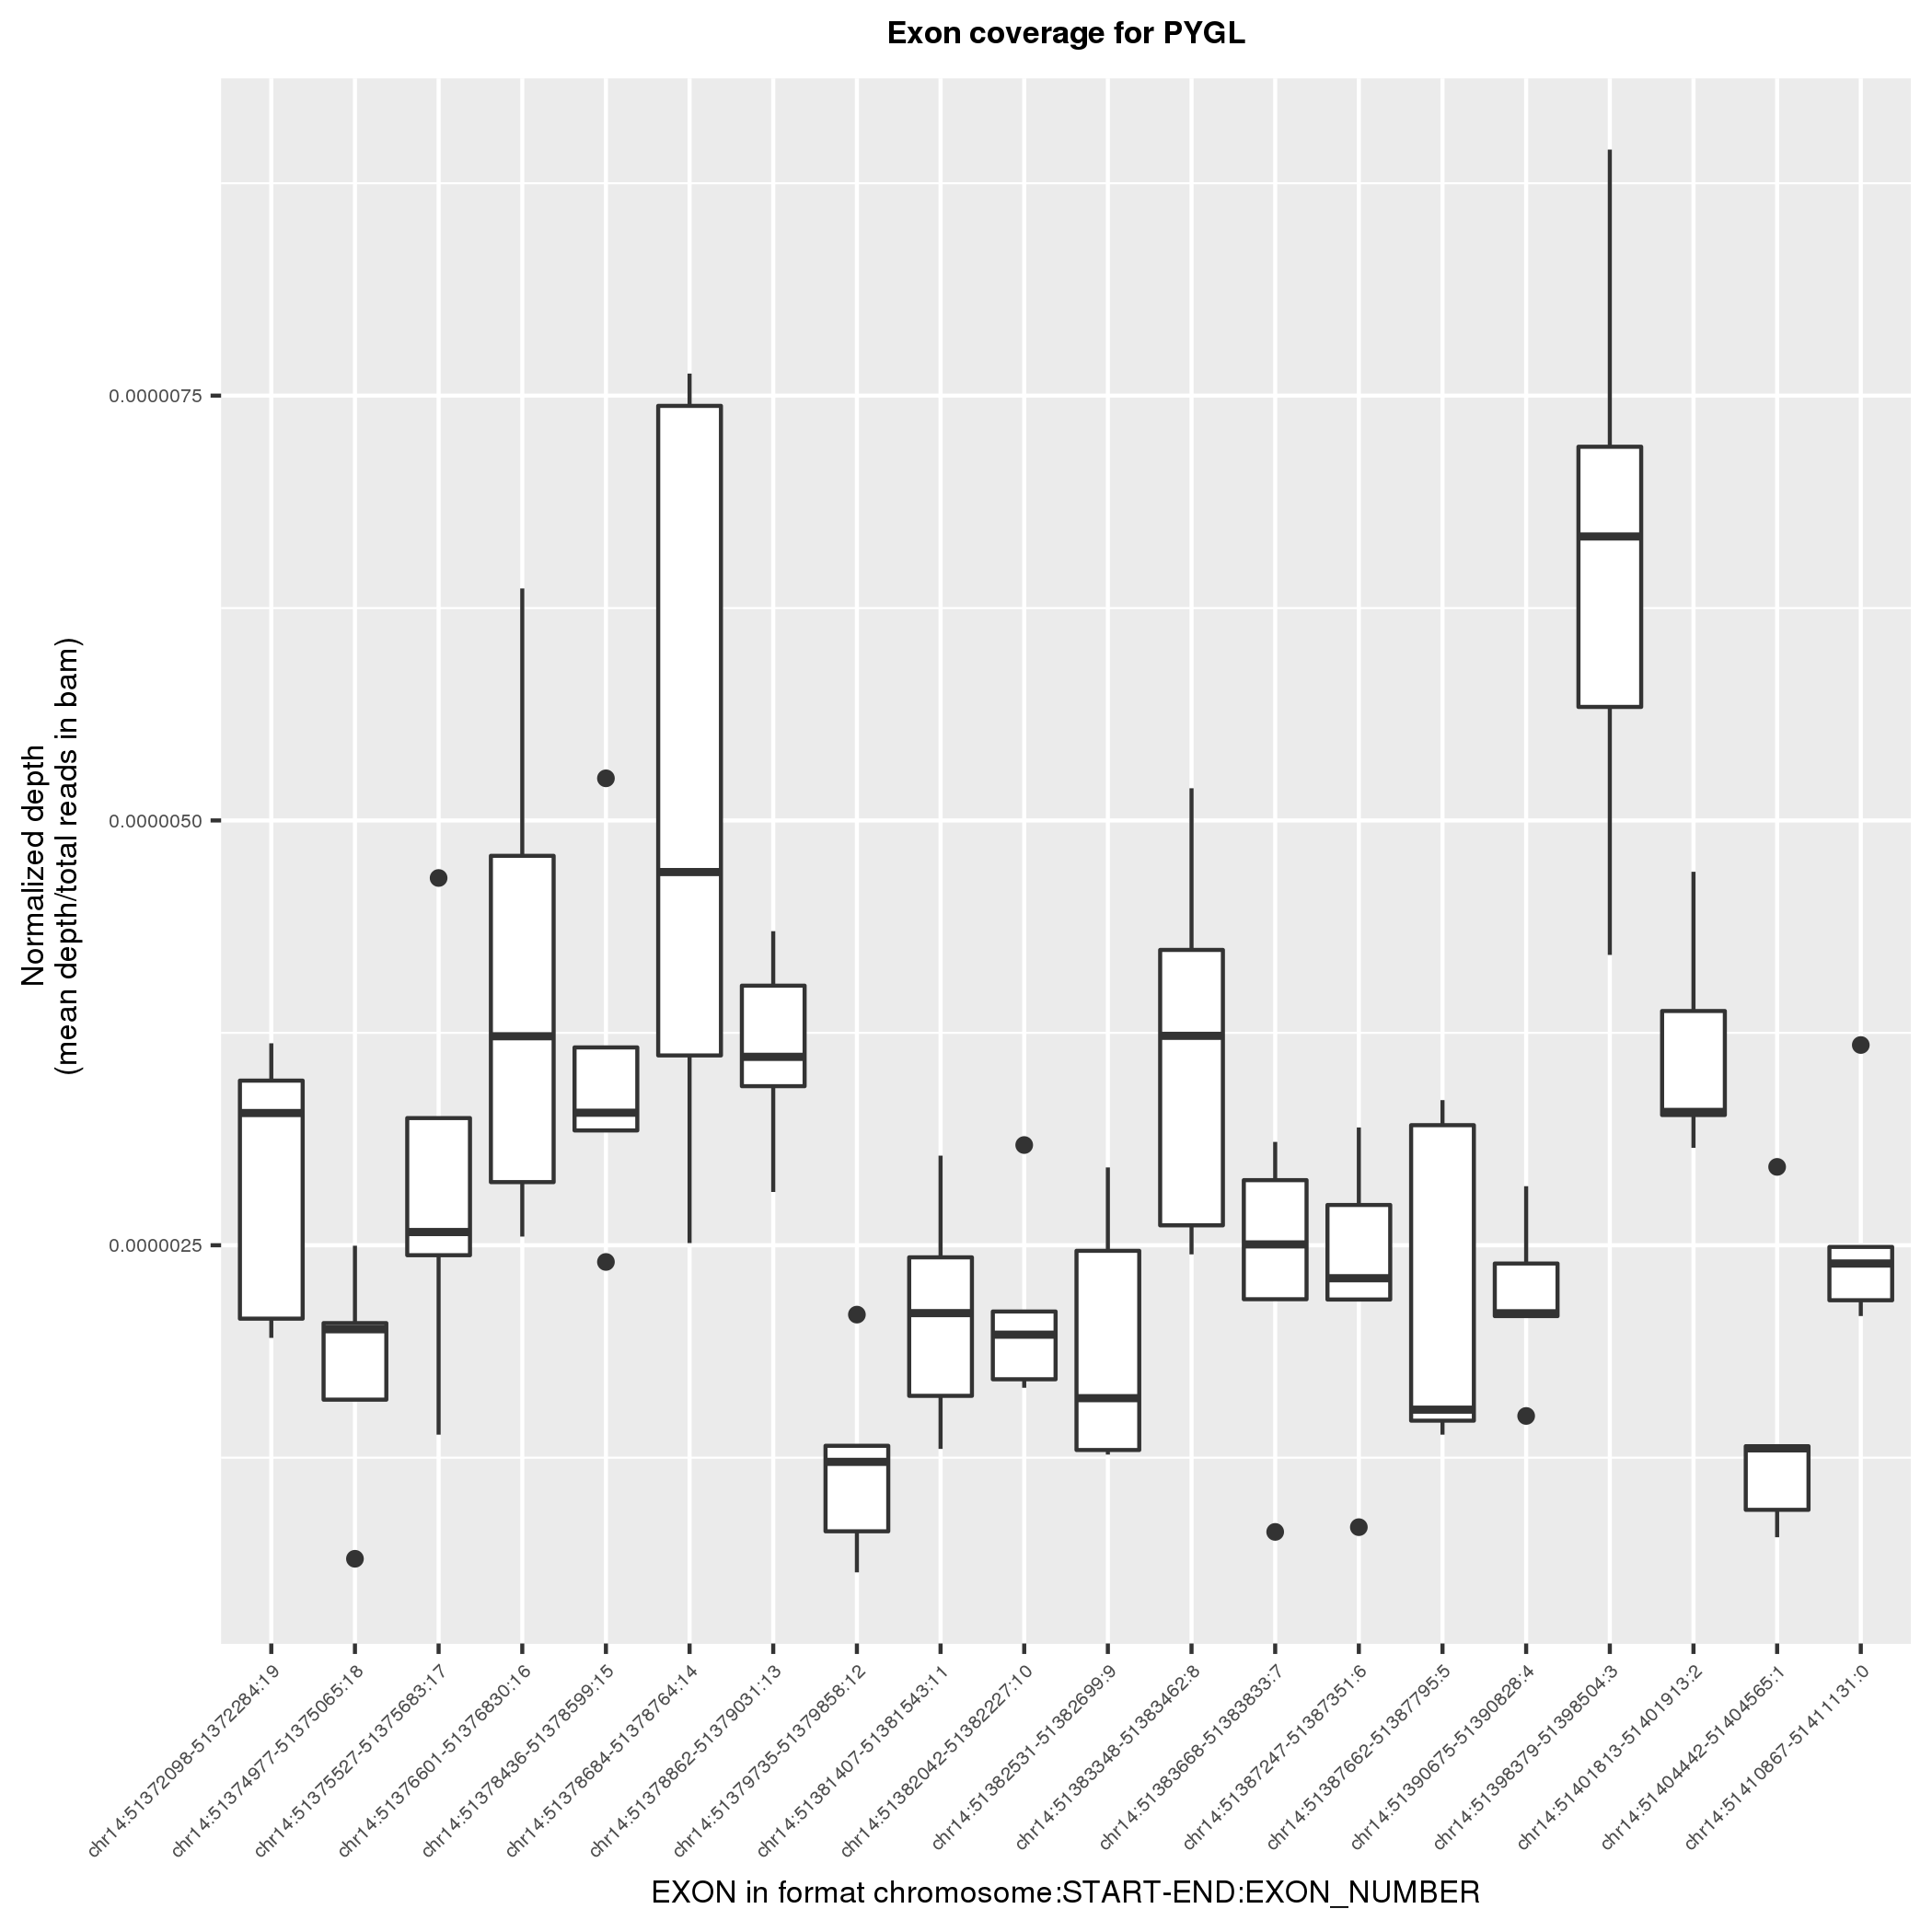 Exon coverage for PYGL
Normalized depth
(mean depth/total reads in bam)
0.0000075
0.0000050
0.0000025
chr14:51372098-51372284:19
chr14:51374977-51375065:18
chr14:51375527-51375683:17
chr14:51376601-51376830:16
chr14:51378436-51378599:15
chr14:51378684-51378764:14
chr14:51378862-51379031:13
chr14:51379735-51379858:12
chr14:51381407-51381543:11
chr14:51382042-51382227:10
chr14:51382531-51382699:9
chr14:51383348-51383462:8
chr14:51383668-51383833:7
chr14:51387247-51387351:6
chr14:51387662-51387795:5
chr14:51390675-51390828:4
chr14:51398379-51398504:3
chr14:51401813-51401913:2
chr14:51404442-51404565:1
chr14:51410867-51411131:0
EXON in format chromosome:START-END:EXON_NUMBER